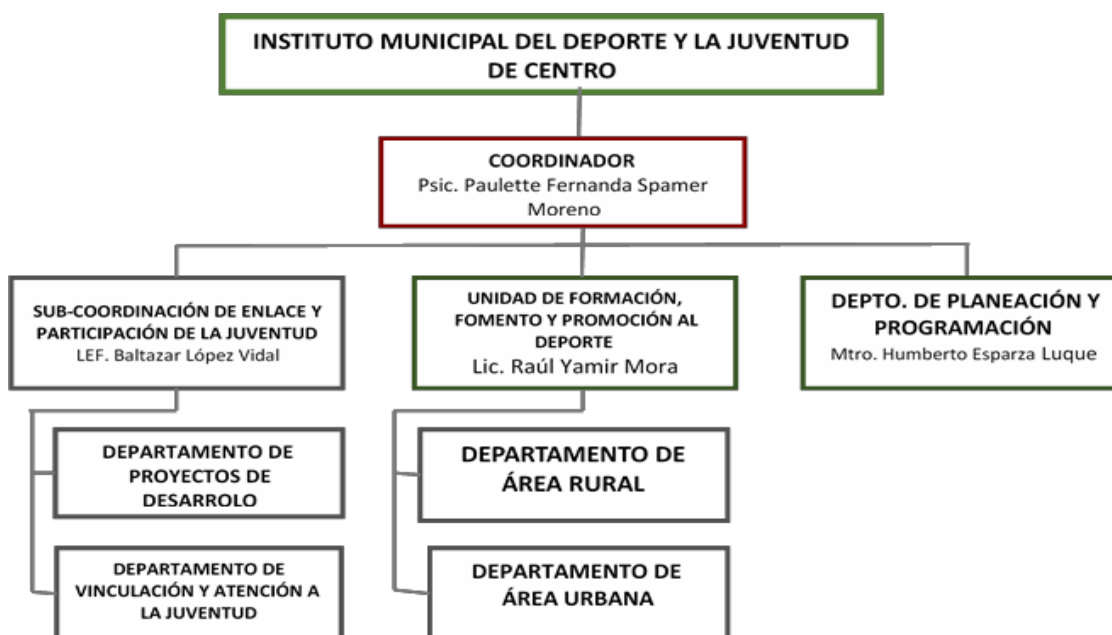 INSTITUTO MUNICIPAL DEL DEPORTE Y LA JUVENTUD
DE CENTRO
COORDINADOR
Psic. Paulette Fernanda Spamer
Moreno
SUB-COORDINACIÓN DE ENLACE Y
PARTICIPACIÓN DE LA JUVENTUD
LEF. Baltazar López Vidal
UNIDAD DE FORMACIÓN,
FOMENTO Y PROMOCIÓN AL
DEPORTE
Lic. Raúl Yamir Mora
DEPTO. DE PLANEACIÓN Y
PROGRAMACIÓN
Mtro. Humberto Esparza Luque
DEPARTAMENTO DE
PROYECTOS DE
DESARROLO
DEPARTAMENTO DE
VINCULACIÓN Y ATENCIÓN A
LA JUVENTUD
DEPARTAMENTO DE
ÁREA RURAL
DEPARTAMENTO DE
ÁREA URBANA